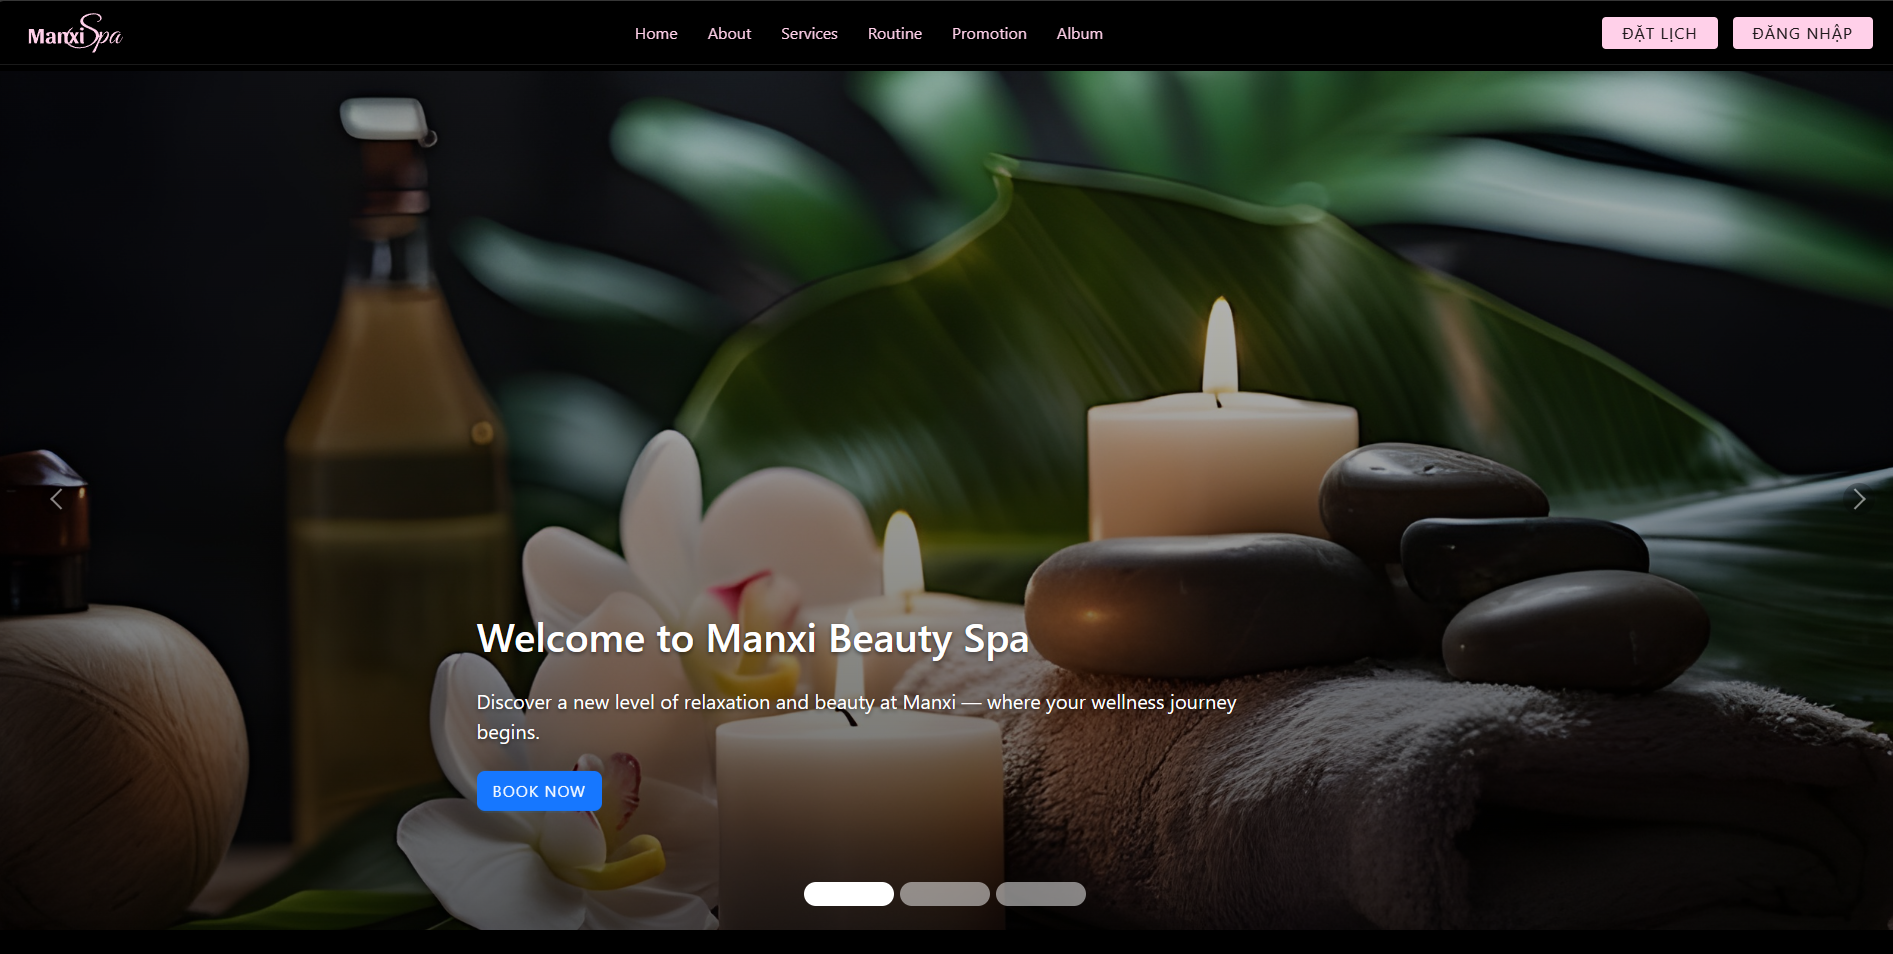 ManxiSpa
Home About Services Routine Promotion Album
ĐẶT LỊCH ĐĂNG NHẬP
Welcome to Manxi Beauty Spa
Discover a new level of relaxation and beauty at Manxi — where your wellness journey
begins.
BOOK NOW